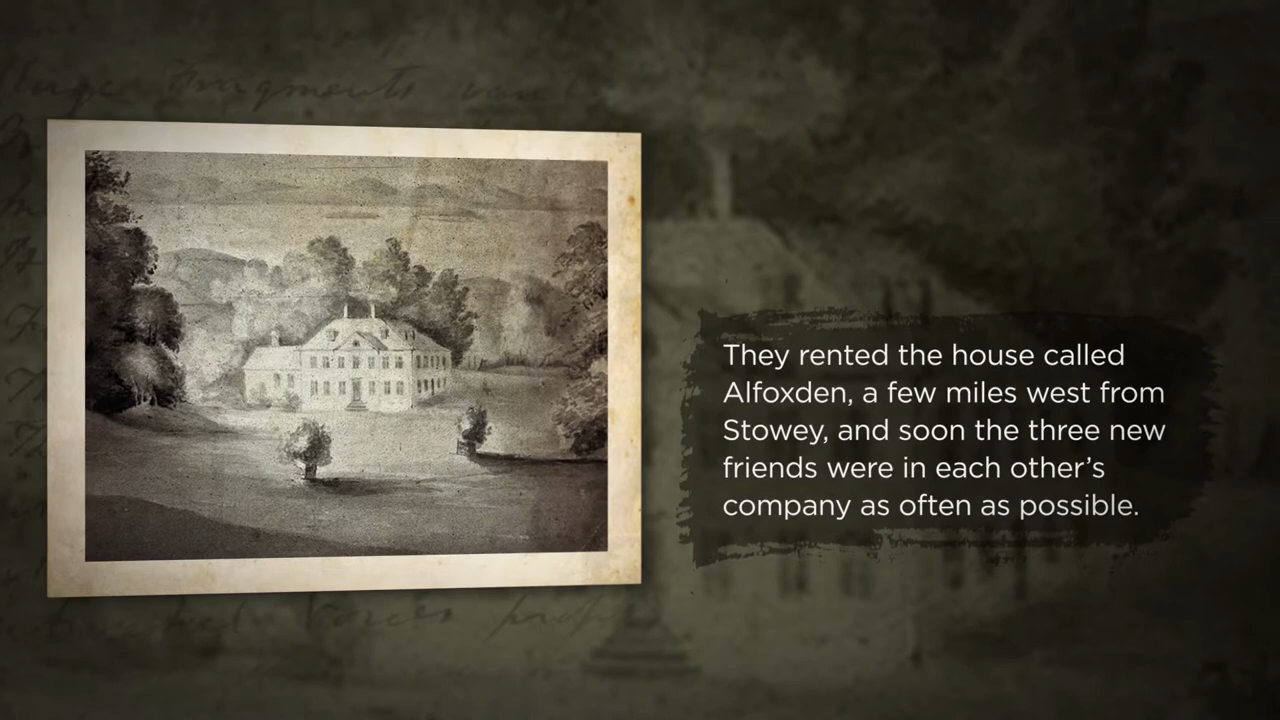 They rented the house called
Alfoxden, a few miles west from
Stowey, and soon the three new
friends were in each other's
company as often as possible.